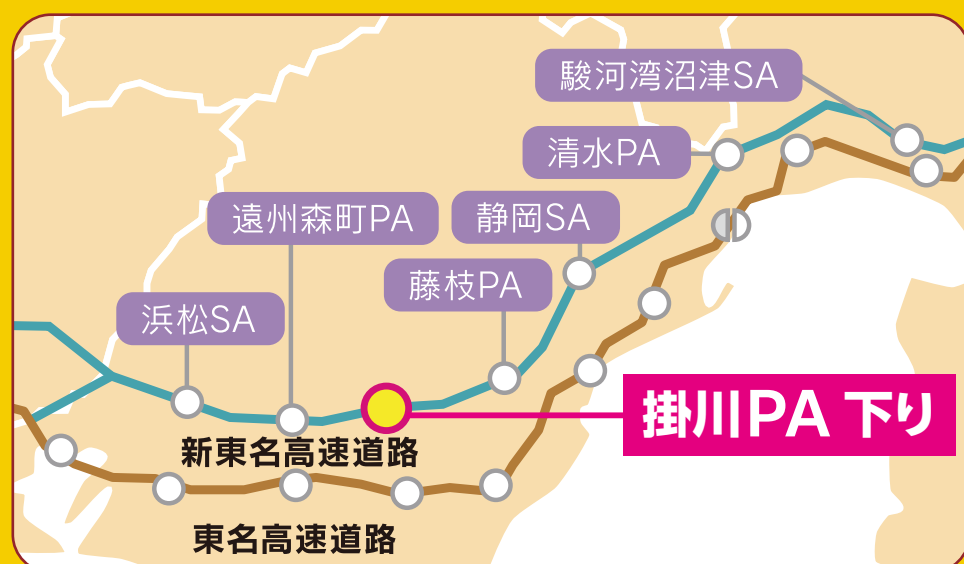 駿河湾沼津SA
清水PA
遠州森町PA
静岡SA
藤枝PA
浜松SA
掛川PA 下り
新東名高速道路
東名高速道路